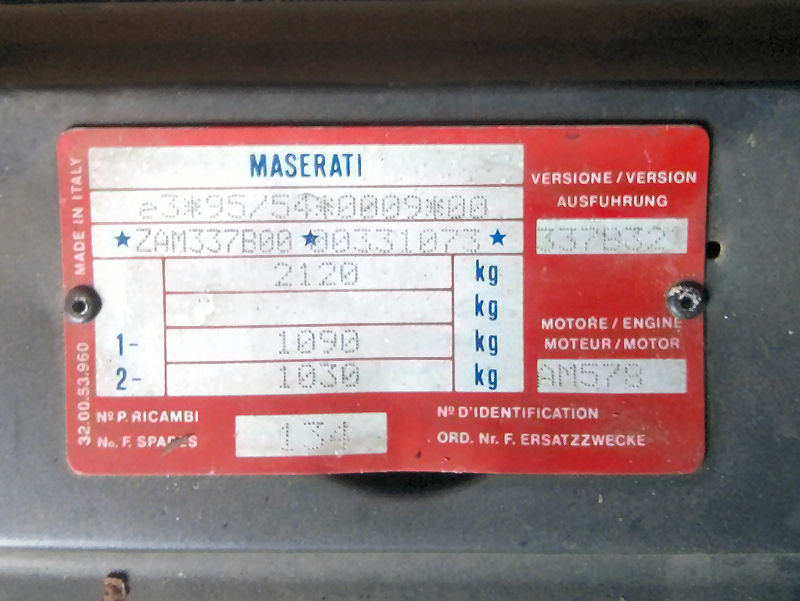 MASERATI
e3*95/54*0009*00
★ ZAM337B00 ★ 00331073 ★
2120 kg
kg
1- 1090 kg
2- 1030 kg
MADE IN ITALY
32.00.53.960
VERSIONE / VERSION
AUSFUHRUNG
337B32
MOTORE / ENGINE
MOTEUR / MOTOR
AM578
Nº P. RICAMBI
No. F. SPARES
134
Nº D'IDENTIFICATION
ORD. Nr. F. ERSATZZWECKE